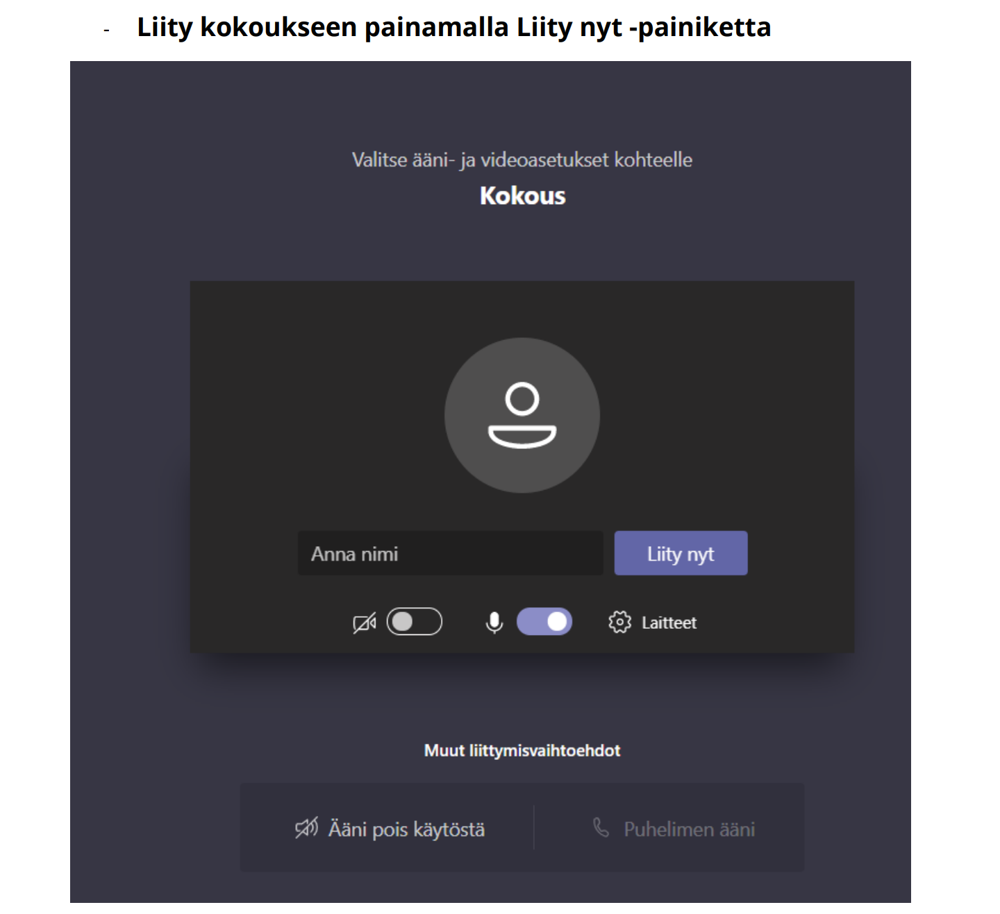 - Liity kokoukseen painamalla Liity nyt -painiketta
Valitse ääni- ja videoasetukset kohteelle
Kokous
Anna nimi
Liity nyt
Laitteet
Muut liittymisvaihtoehdot
Ääni pois käytöstä
Puhelimen ääni